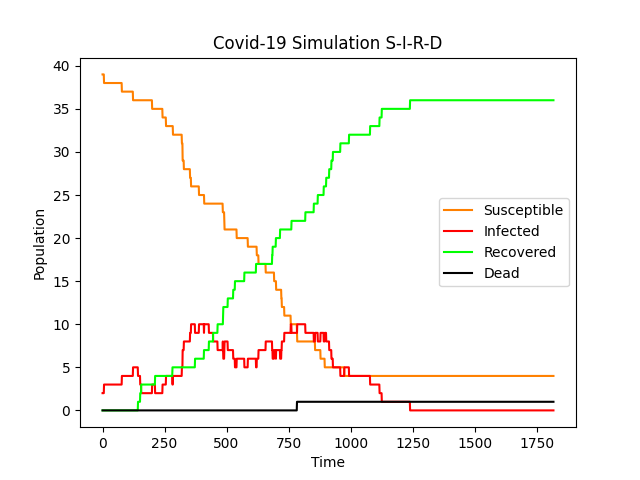 Covid-19 Simulation S-I-R-D
Population
40
35
30
25
20
15
10
5
0
Susceptible
Infected
Recovered
Dead
0 250 500 750 1000 1250 1500 1750
Time